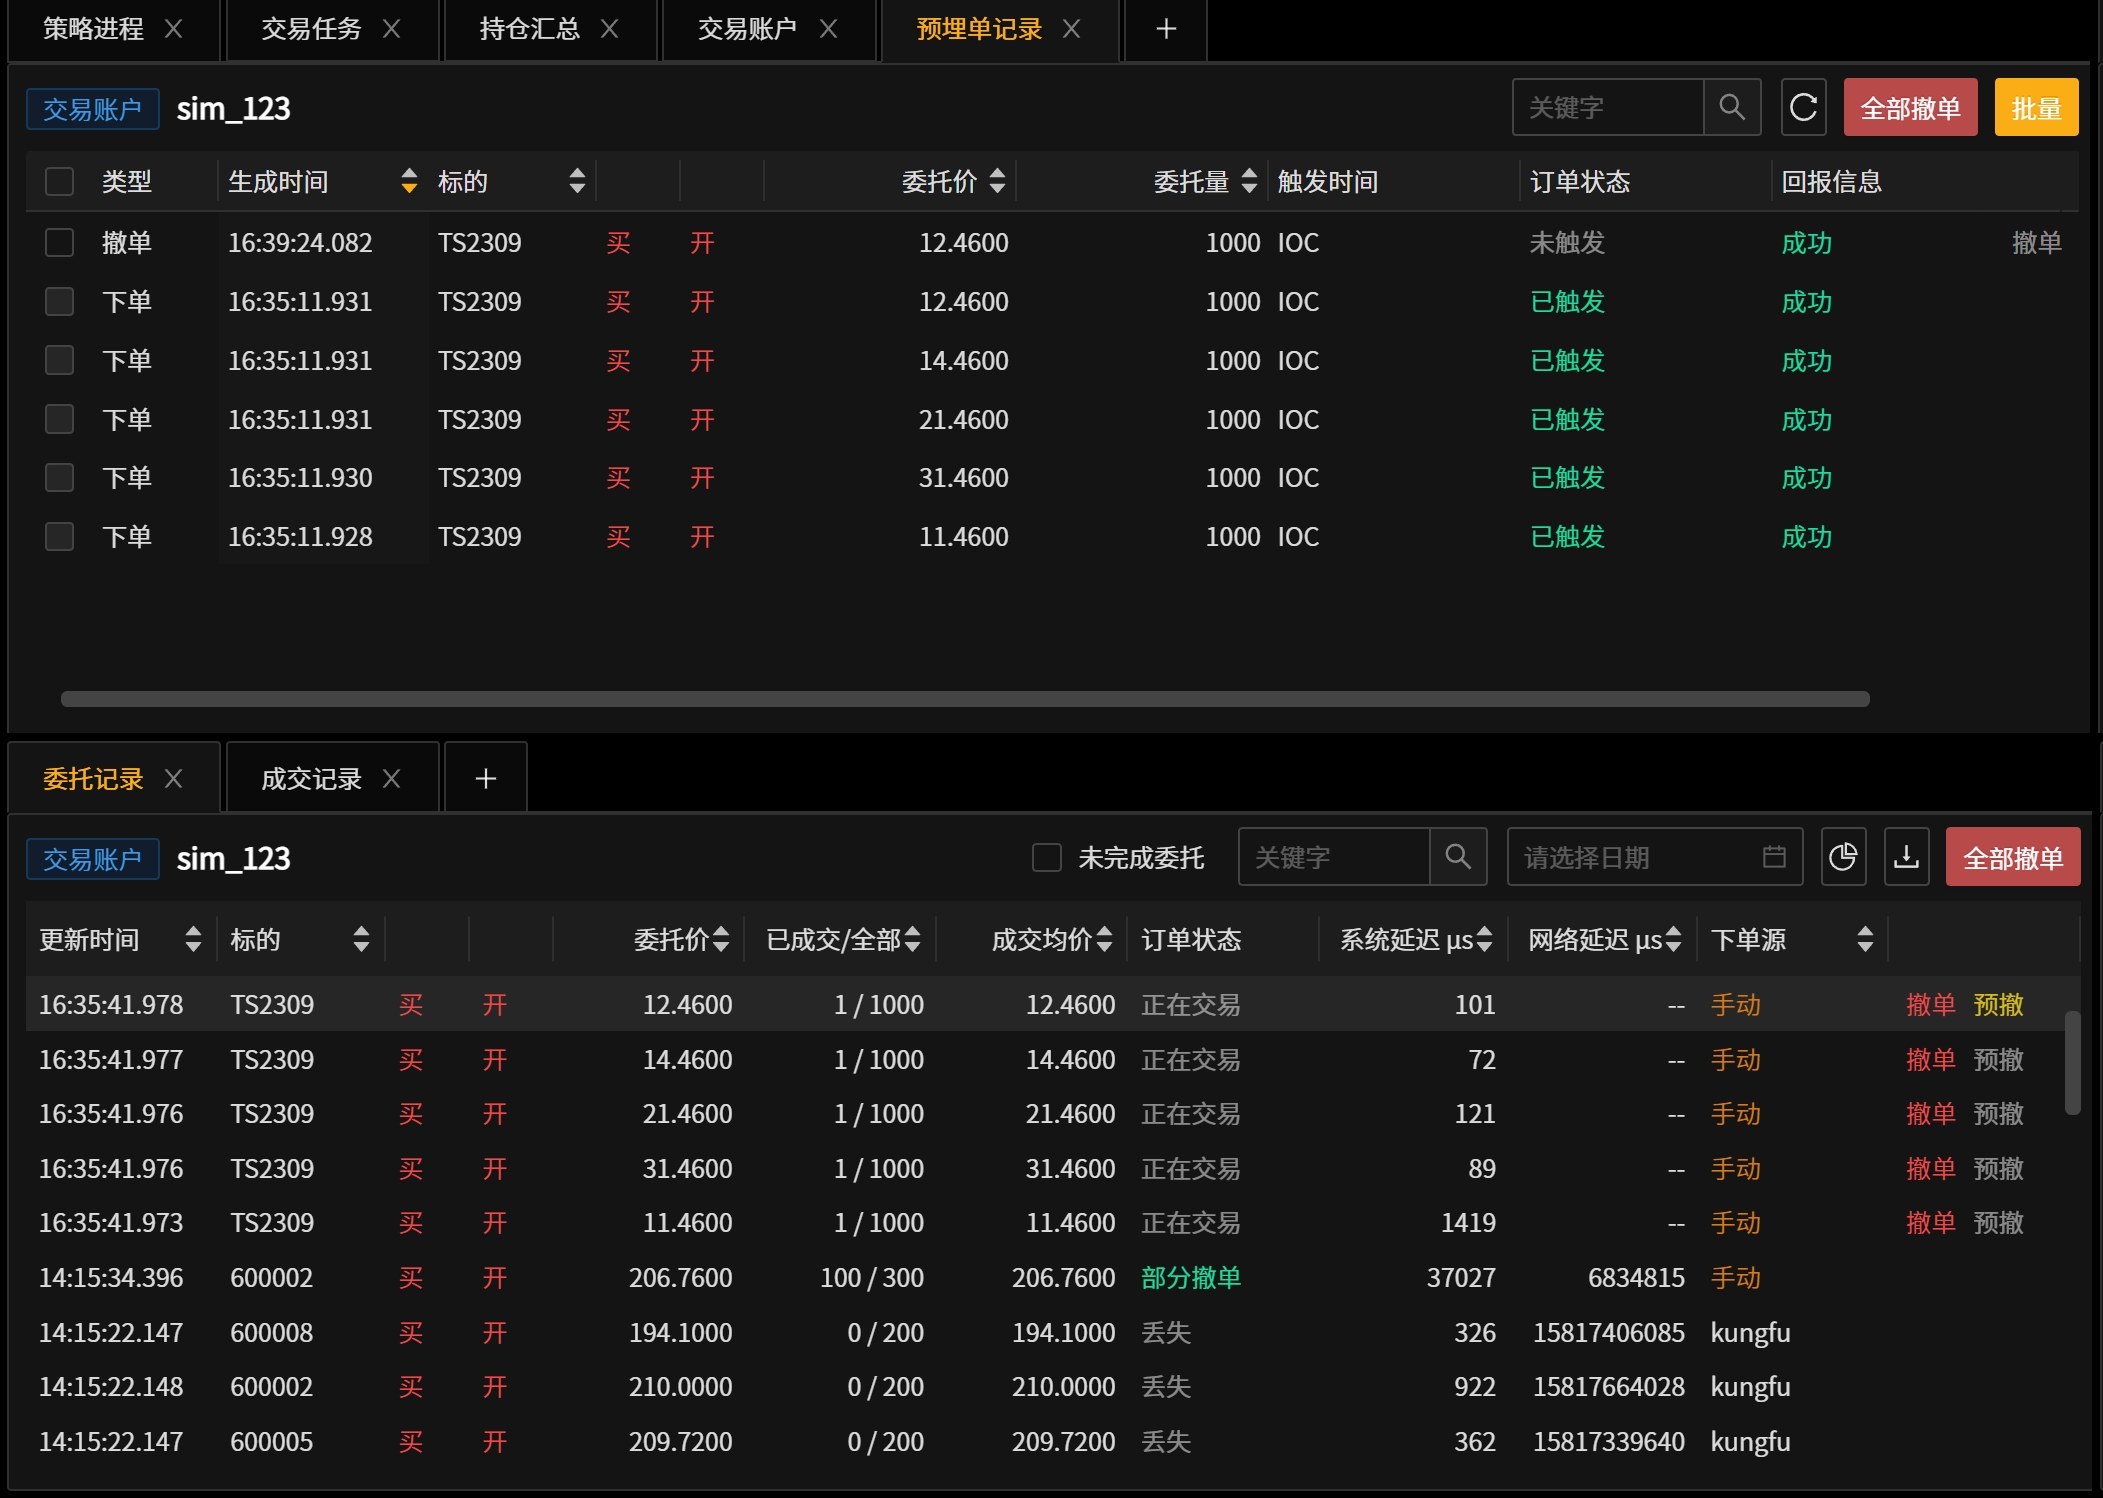 策略进程 交易任务 持仓汇总 交易账户 预埋单记录
交易账户 sim_123 关键字 全部撤单 批量
类型 生成时间 标的 委托价 委托量 触发时间 订单状态 回报信息
撤单 16:39:24.082 TS2309 买 开 12.4600 1000 IOC 未触发 成功 撤单
下单 16:35:11.931 TS2309 买 开 12.4600 1000 IOC 已触发 成功
下单 16:35:11.931 TS2309 买 开 14.4600 1000 IOC 已触发 成功
下单 16:35:11.931 TS2309 买 开 21.4600 1000 IOC 已触发 成功
下单 16:35:11.930 TS2309 买 开 31.4600 1000 IOC 已触发 成功
下单 16:35:11.928 TS2309 买 开 11.4600 1000 IOC 已触发 成功
委托记录 成交记录
交易账户 sim_123 未完成委托 关键字 请选择日期 全部撤单
更新时间 标的 委托价 已成交/全部 成交均价 订单状态 系统延迟 μs 网络延迟 μs 下单源
16:35:41.978 TS2309 买 开 12.4600 1 / 1000 12.4600 正在交易 101 -- 手动 撤单 预撤
16:35:41.977 TS2309 买 开 14.4600 1 / 1000 14.4600 正在交易 72 -- 手动 撤单 预撤
16:35:41.976 TS2309 买 开 21.4600 1 / 1000 21.4600 正在交易 121 -- 手动 撤单 预撤
16:35:41.976 TS2309 买 开 31.4600 1 / 1000 31.4600 正在交易 89 -- 手动 撤单 预撤
16:35:41.973 TS2309 买 开 11.4600 1 / 1000 11.4600 正在交易 1419 -- 手动 撤单 预撤
14:15:34.396 600002 买 开 206.7600 100 / 300 206.7600 部分撤单 37027 6834815 手动
14:15:22.147 600008 买 开 194.1000 0 / 200 194.1000 丢失 326 15817406085 kungfu
14:15:22.148 600002 买 开 210.0000 0 / 200 210.0000 丢失 922 15817664028 kungfu
14:15:22.147 600005 买 开 209.7200 0 / 200 209.7200 丢失 362 15817339640 kungfu